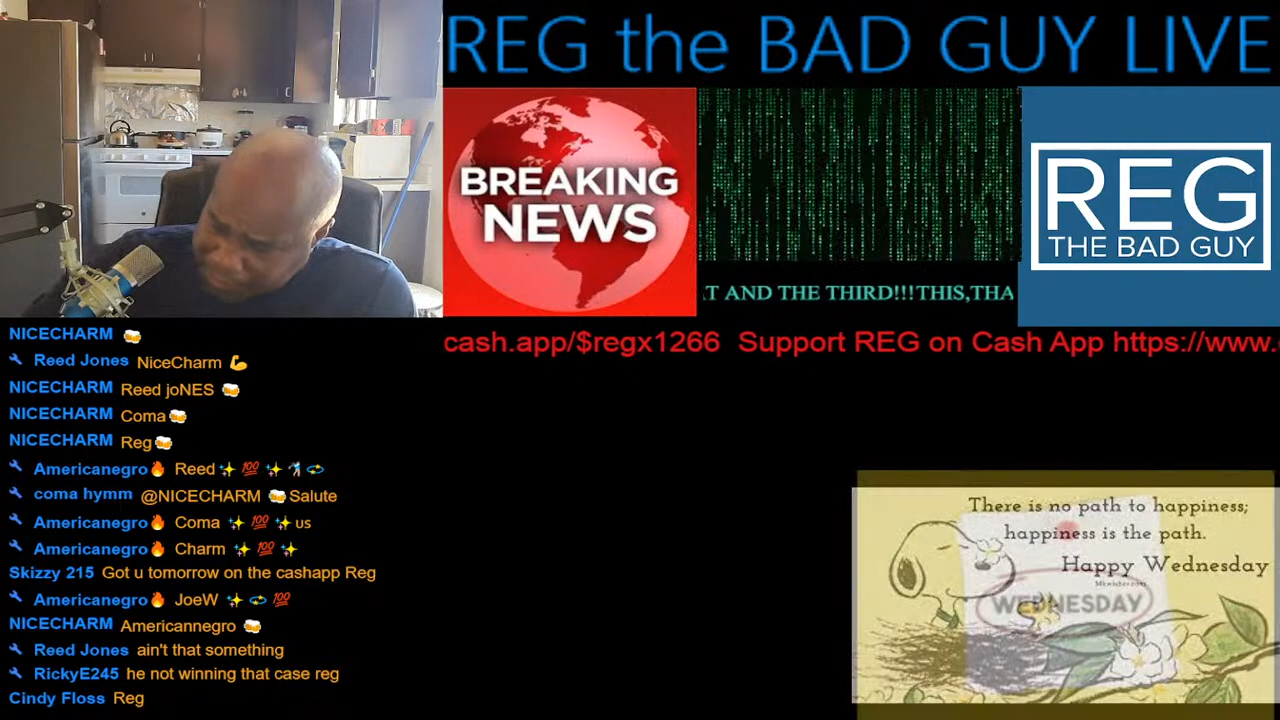 REG the BAD GUY LIVE
BREAKING
NEWS
REG
THE BAD GUY
T AND THE THIRD!!!THIS,THA
cash.app/$regx1266 Support REG on Cash App https://www.
NICECHARM 🍻
Reed Jones NiceCharm 💪
NICECHARM Reed joNES 🍻
NICECHARM Coma🍻
NICECHARM Reg🍻
Americanegro🔥 Reed✨ 💯 ✨ 🏌 💫
coma hymm @NICECHARM 🍻Salute
Americanegro🔥 Coma ✨ 💯 ✨us
Americanegro🔥 Charm ✨ 💯 ✨
Skizzy 215 Got u tomorrow on the cashapp Reg
Americanegro🔥 JoeW ✨ 💫 💯
NICECHARM Americannegro 🍻
Reed Jones ain't that something
RickyE245 he not winning that case reg
Cindy Floss Reg
There is no path to happiness;
happiness is the path.
Happy Wednesday
WEDNESDAY